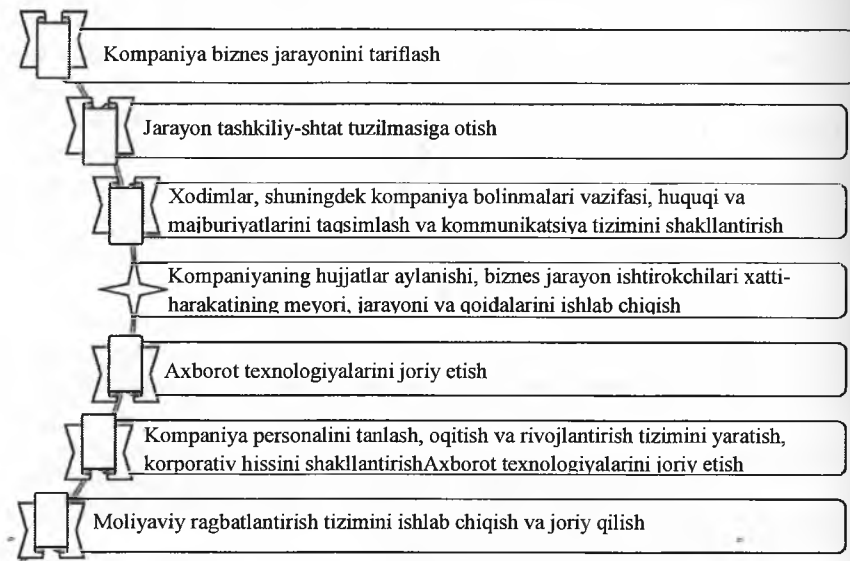 Kompaniya biznes jarayonini tariflash
Jarayon tashkiliy-shtat tuzilmasiga otish
Xodimlar, shuningdek kompaniya bolinmalari vazifasi, huquqi va
majburiyatlarini taqsimlash va kommunikatsiya tizimini shakllantirish
Kompaniyaning hujjatlar aylanishi, biznes jarayon ishtirokchilari xatti-
harakatining meyori, jarayoni va qoidalarini ishlab chiqish
Axborot texnologiyalarini joriy etish
Kompaniya personalini tanlash, oqitish va rivojlantirish tizimini yaratish,
korporativ hissini shakllantirishAxborot texnologiyalarini joriy etish
Moliyaviy ragbatlantirish tizimini ishlab chiqish va joriy qilish